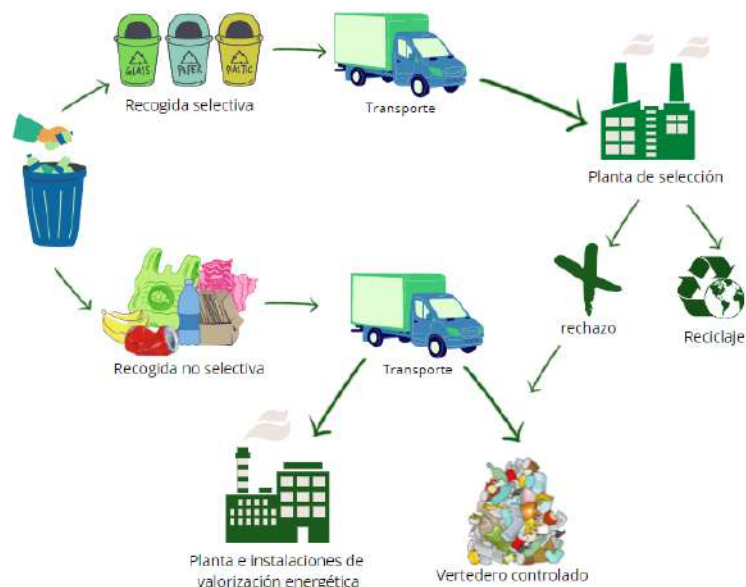 GLASS
PAPER
PLASTIC
Recogida selectiva
Transporte
Planta de selección
rechazo
Reciclaje
Recogida no selectiva
Transporte
Planta e instalaciones de
valorización energética
Vertedero controlado